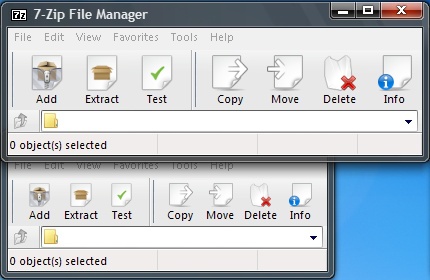 7z 7-Zip File Manager
File Edit View Favorites Tools Help
Add Extract Test Copy Move Delete Info
0 object(s) selected
File Edit View Favorites Tools Help
Add Extract Test Copy Move Delete Info
0 object(s) selected